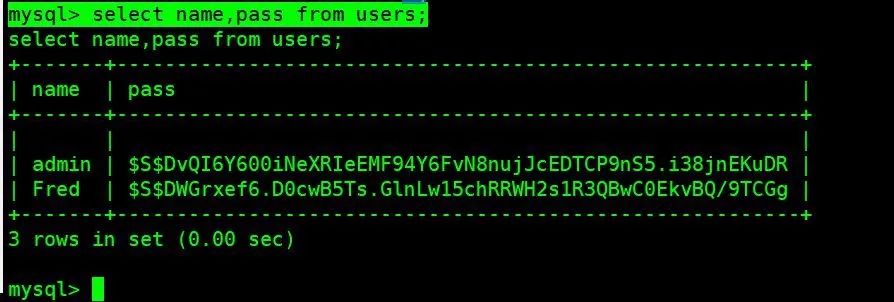 mysql> select name,pass from users;
select name,pass from users;
+-------+---------------------------------------------------------+
| name  | pass                                                    |
+-------+---------------------------------------------------------+
|       |                                                         |
| admin | $S$DvQI6Y600iNeXRIeEMF94Y6FvN8nujJcEDTCP9nS5.i38jnEKuDR |
| Fred  | $S$DWGrxef6.D0cwB5Ts.GlnLw15chRRWH2s1R3QBwC0EkvBQ/9TCGg |
+-------+---------------------------------------------------------+
3 rows in set (0.00 sec)
mysql>